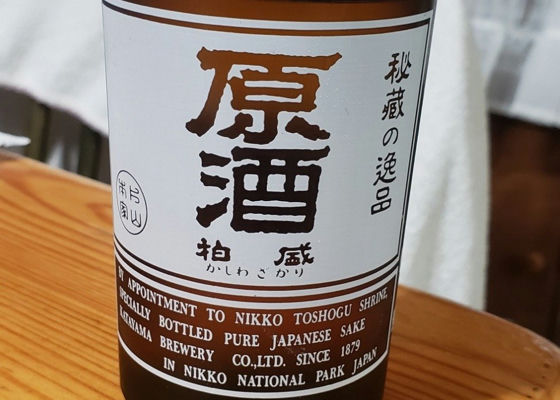 秘蔵の逸品
原酒
柏盛
かしわざかり
BY APPOINTMENT TO NIKKO TOSHOGU SHRINE,
SPECIALLY BOTTLED PURE JAPANESE SAKE
KATAYAMA BREWERY CO.,LTD. SINCE 1879
IN NIKKO NATIONAL PARK JAPAN